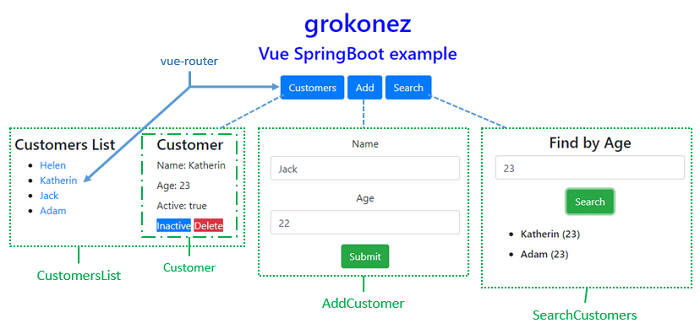 grokonez
Vue SpringBoot example
vue-router
Customers Add Search
Customers List
Helen
Katherin
Jack
Adam
Customer
Name: Katherin
Age: 23
Active: true
Inactive Delete
Name
Jack
Age
22
Submit
Find by Age
23
Search
Katherin (23)
Adam (23)
CustomersList
Customer
AddCustomer
SearchCustomers